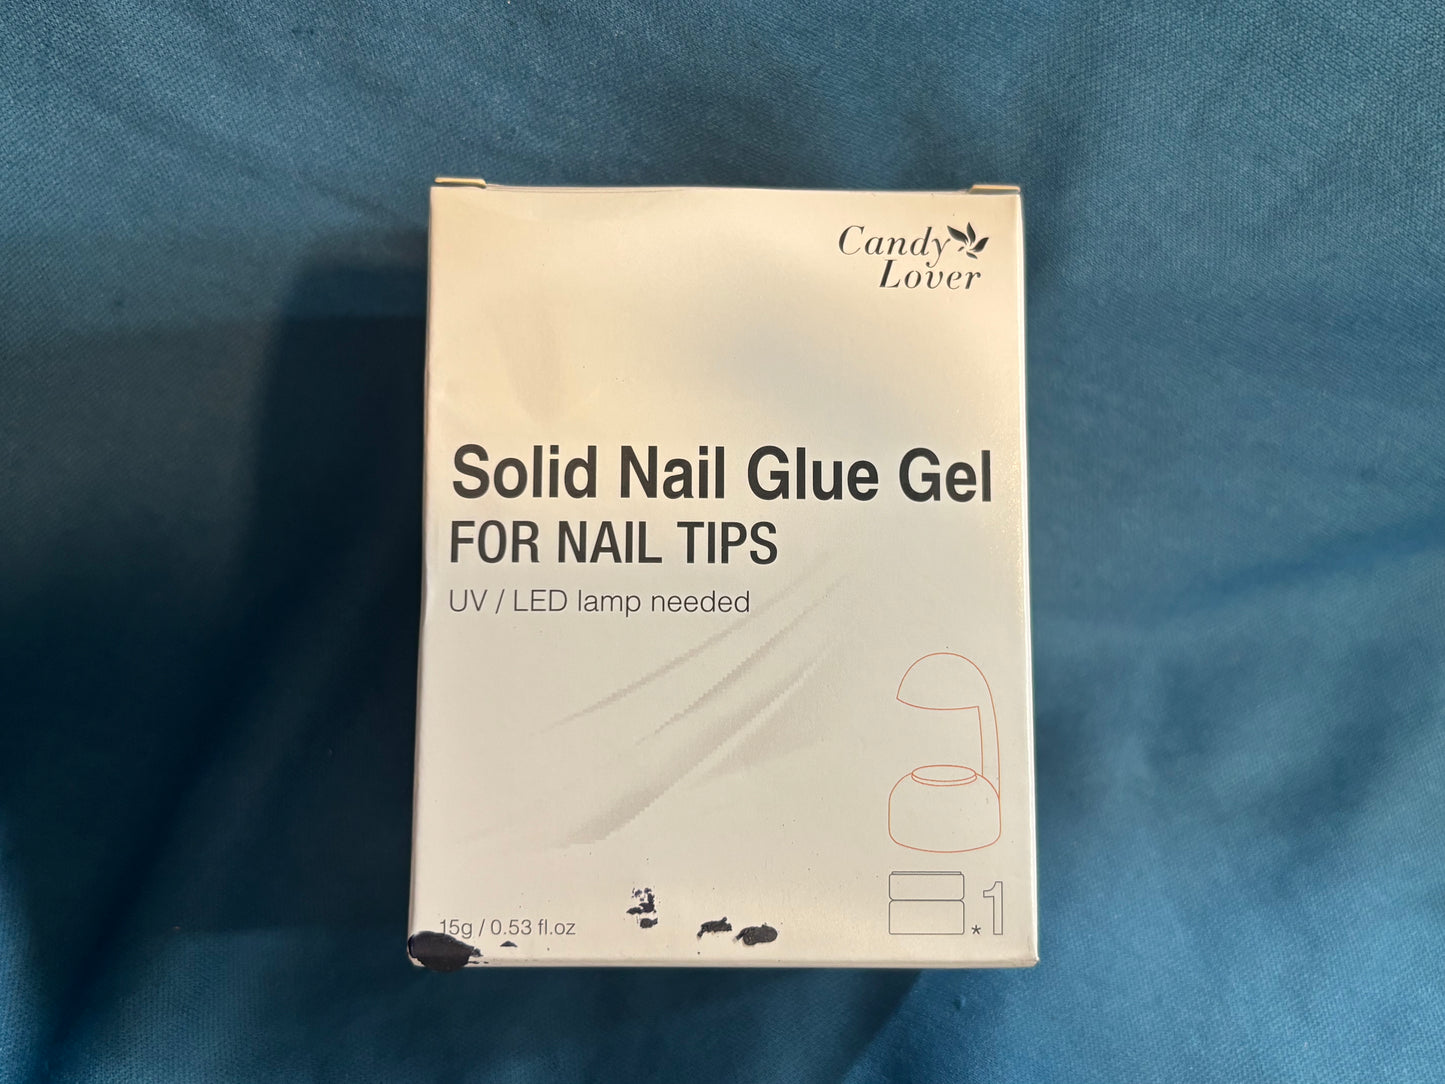 Candy
Lover
Solid Nail Glue Gel
FOR NAIL TIPS
UV / LED lamp needed
15g / 0.53 fl.oz
*1